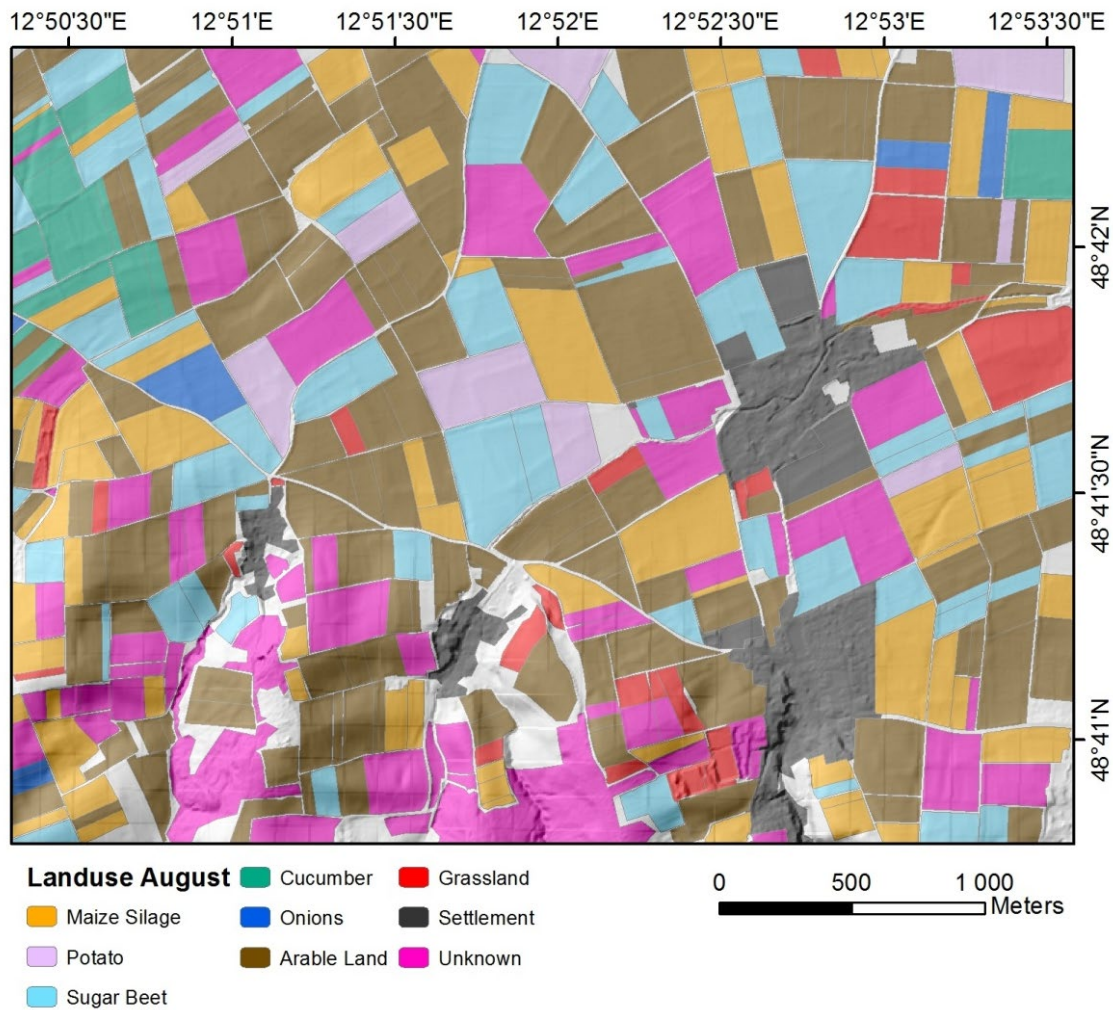 12°50'30"E 12°51' 12°51'30"E 12°52' 12°52'30"E 12°53' 12°53'30"E
48°42'N
48°41'30"N
48°41'N
Landuse August
Cucumber
Grassland
Maize Silage
Onions
Settlement
Potato
Arable Land
Unknown
Sugar Beet
0 500 1 000
Meters